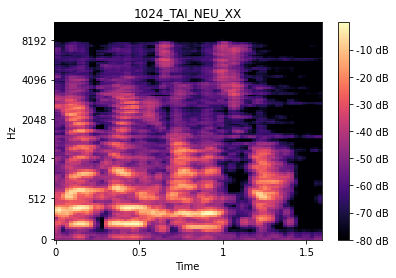 1024_TAI_NEU_XX
8192
4096
2048
1024
512
0
Hz
0
0.5
1
1.5
Time
-10 dB
-20 dB
-30 dB
-40 dB
-50 dB
-60 dB
-70 dB
-80 dB